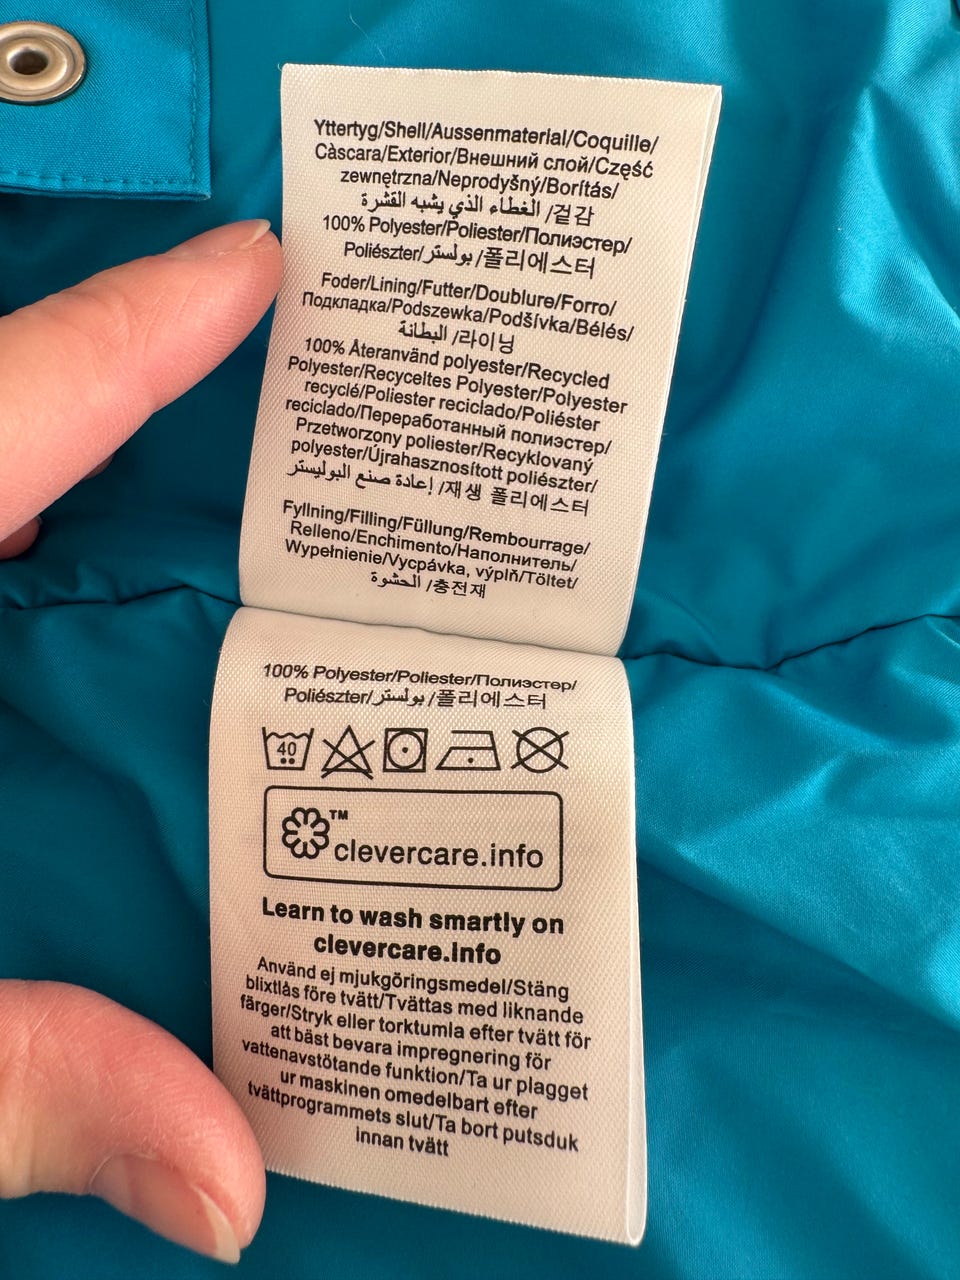 Yttertyg/Shell/Aussenmaterial/Coquille/
Càscara/Exterior/Внешний слой/Część
zewnętrzna/Neprodyšný/Borítás/
الغطاء الذي يشبه القشرة /겉감
100% Polyester/Poliester/Полиэстер/
Poliészter/بولستر/폴리에스터
Foder/Lining/Futter/Doublure/Forro/
Подкладка/Podszewka/Podšívka/Bélés/
البطانة /라이닝
100% Återanvänd polyester/Recycled
Polyester/Recyceltes Polyester/Polyester
recyclé/Poliester reciclado/Poliéster
reciclado/Переработанный полиэстер/
Przetworzony poliester/Recyklovaný
polyester/Újrahasznosított poliészter/
إعادة صنع البوليستر /재생 폴리에스터
Fyllning/Filling/Füllung/Rembourrage/
Relleno/Enchimento/Наполнитель/
Wypełnienie/Vycpávka, výplň/Töltet/
الحشوة /충전재
100% Polyester/Poliester/Полиэстер/
Poliészter/بولستر/폴리에스터
40
TM
clevercare.info
Learn to wash smartly on
clevercare.info
Använd ej mjukgöringsmedel/Stäng
blixtlås före tvätt/Tvättas med liknande
färger/Stryk eller torktumla efter tvätt för
att bäst bevara impregnering för
vattenavstötande funktion/Ta ur plagget
ur maskinen omedelbart efter
tvättprogrammets slut/Ta bort putsduk
innan tvätt